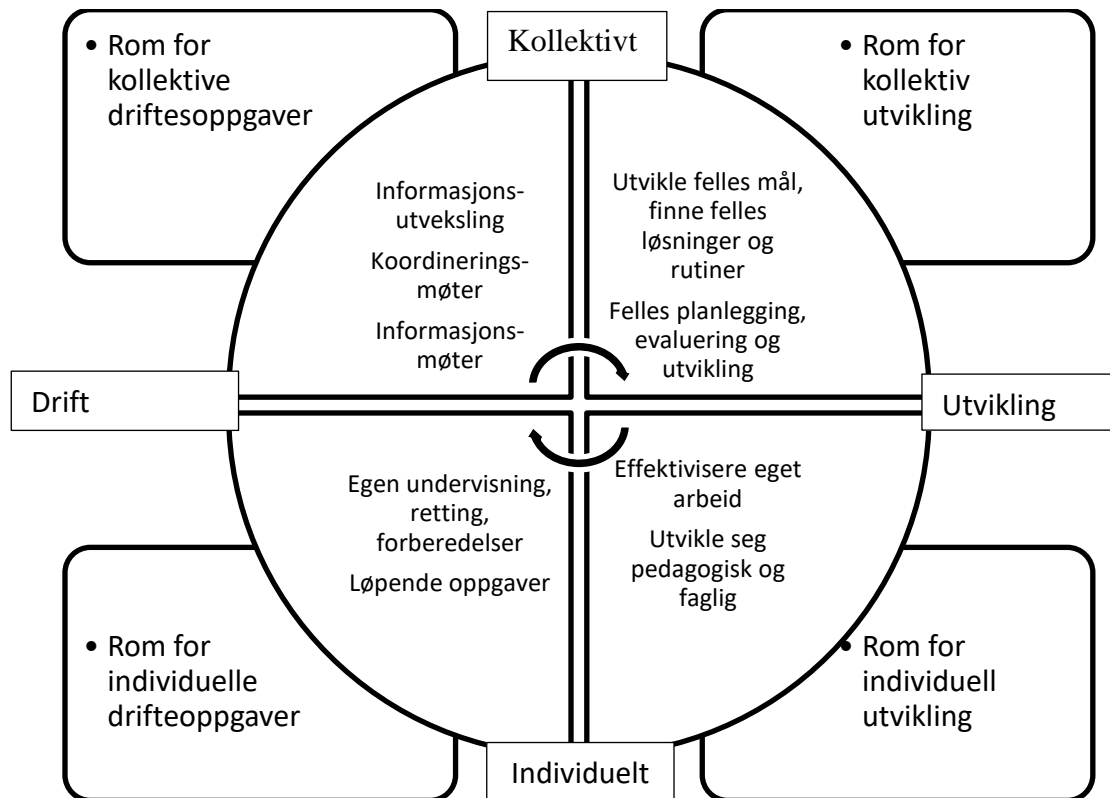 Kollektivt
• Rom for
kollektive
driftesoppgaver
• Rom for
kollektiv
utvikling
Informasjons-
utveksling
Koordinerings-
møter
Informasjons-
møter
Utvikle felles mål,
finne felles
løsninger og
rutiner
Felles planlegging,
evaluering og
utvikling
Drift
Utvikling
Egen undervisning,
retting,
forberedelser
Løpende oppgaver
Effektivisere eget
arbeid
Utvikle seg
pedagogisk og
faglig
• Rom for
individuelle
drifteoppgaver
• Rom for
individuell
utvikling
Individuelt